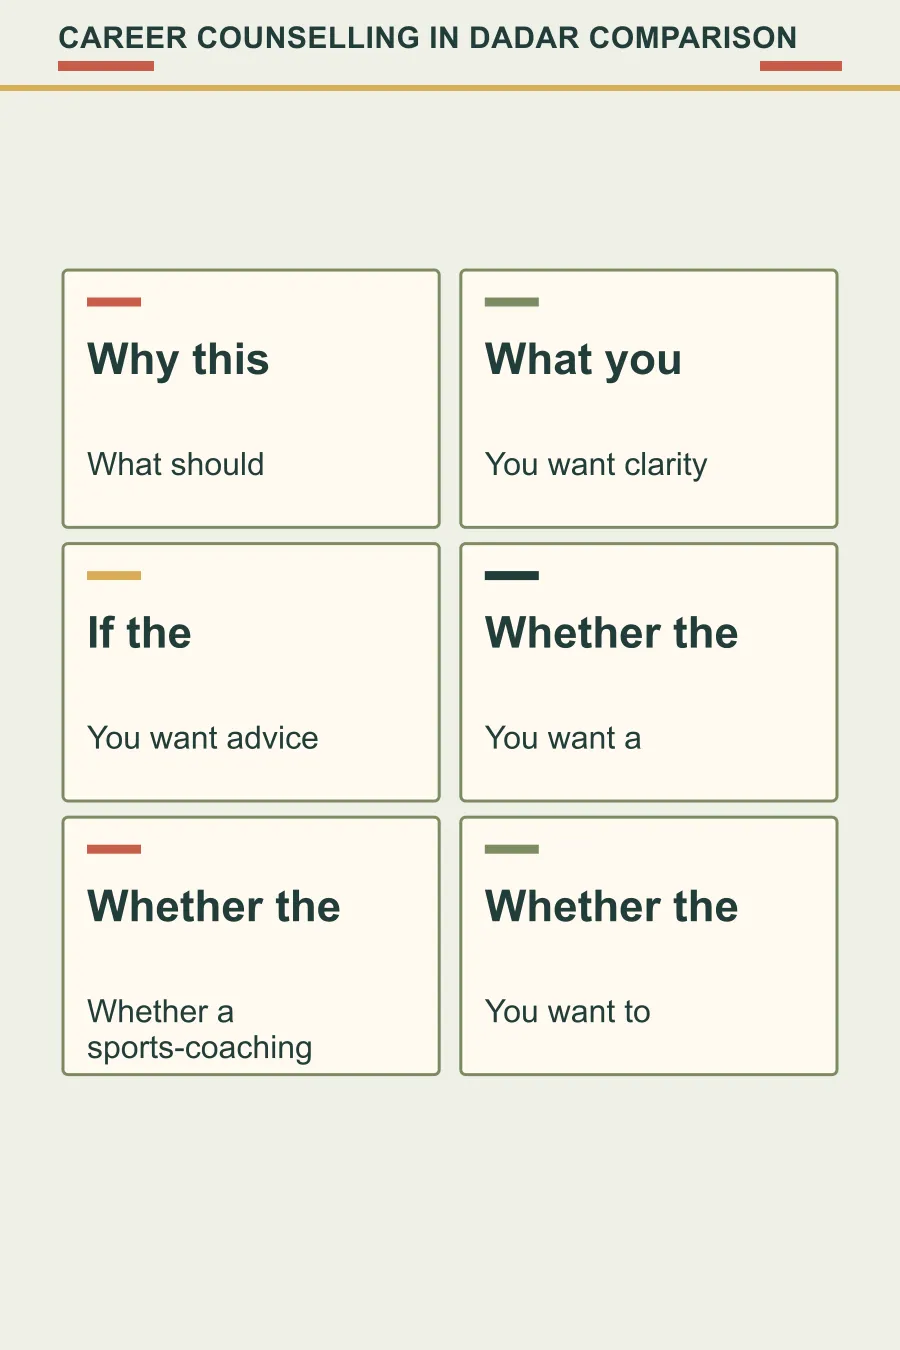 CAREER COUNSELLING IN DADAR COMPARISON
Why this
What should
What you
You want clarity
If the
You want advice
Whether the
You want a
Whether the
Whether a
sports-coaching
Whether the
You want to